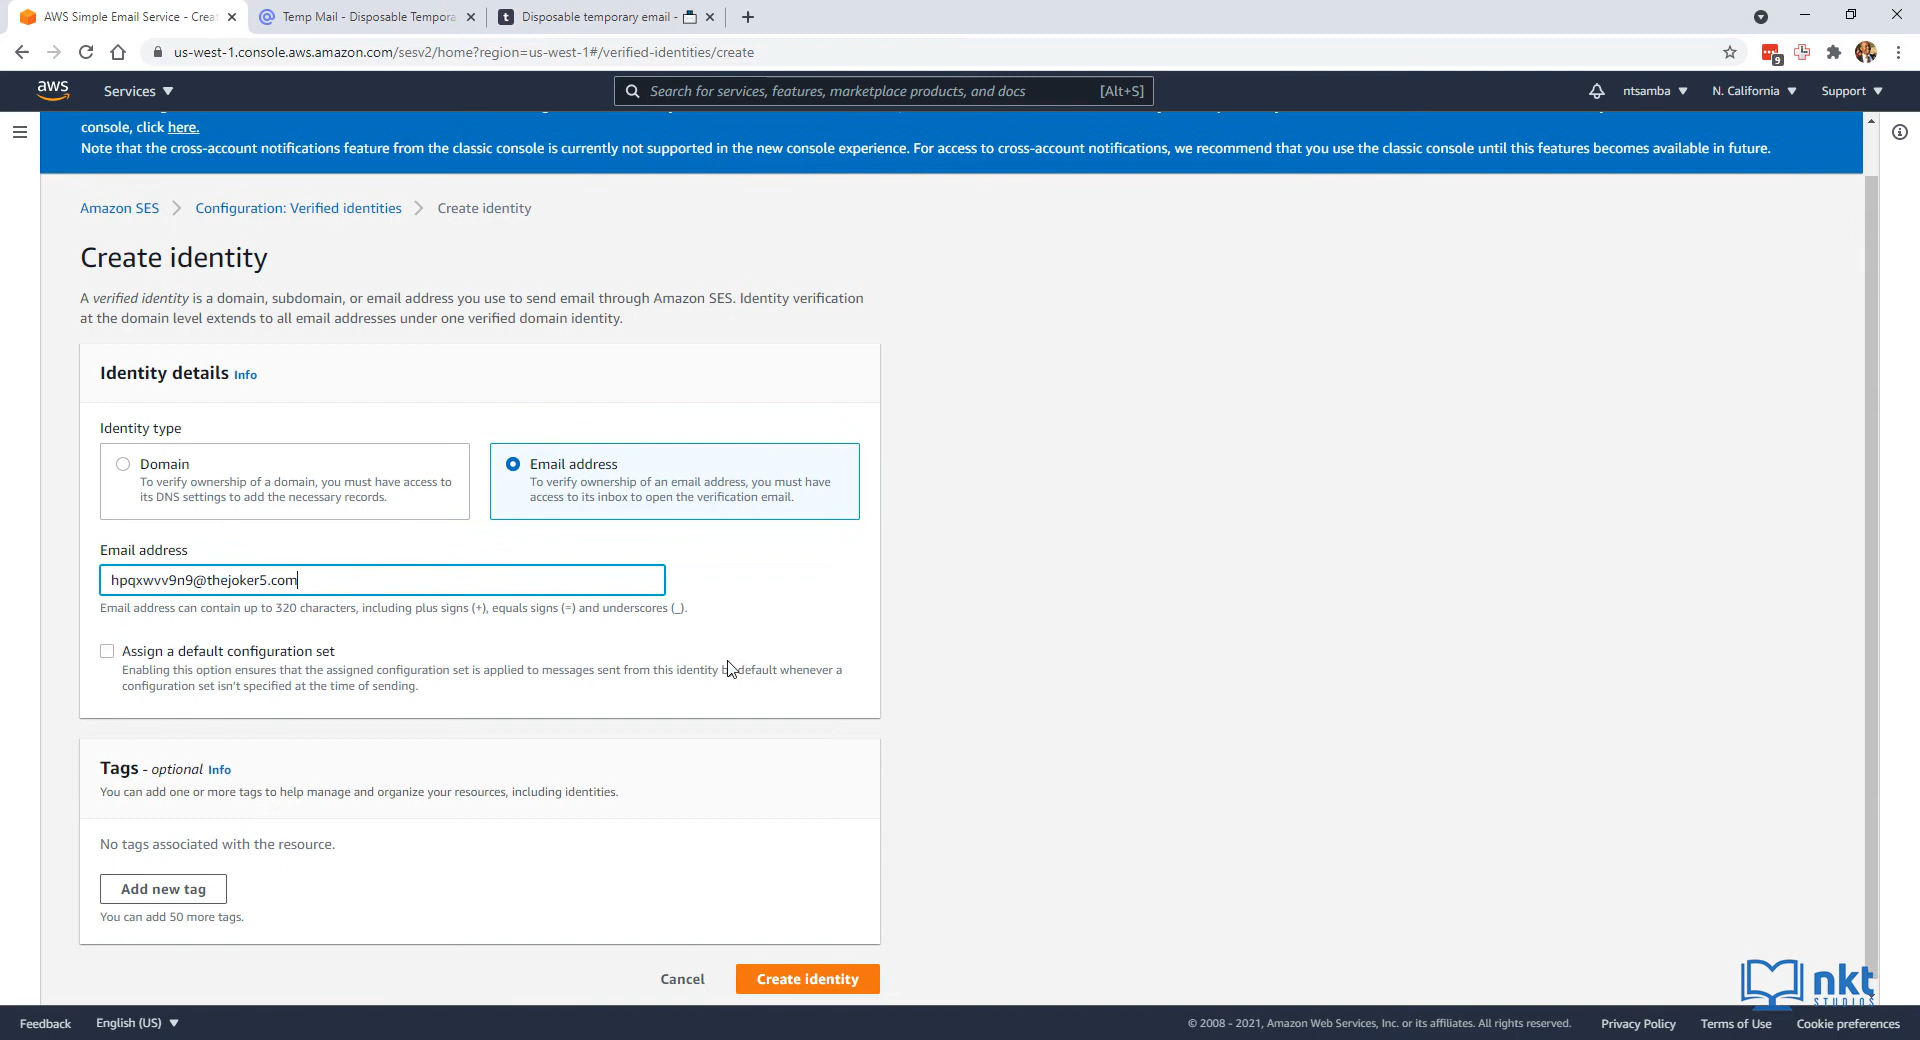 AWS Simple Email Service - Crea
Temp Mail - Disposable Tempora
t
Disposable temporary email -
us-west-1.console.aws.amazon.com/sesv2/home?region=us-west-1#/verified-identities/create
9
aws
Services
Search for services, features, marketplace products, and docs
[Alt+S]
ntsamba
N. California
Support
console, click here.
Note that the cross-account notifications feature from the classic console is currently not supported in the new console experience. For access to cross-account notifications, we recommend that you use the classic console until this features becomes available in future.
Amazon SES
Configuration: Verified identities
Create identity
Create identity
A verified identity is a domain, subdomain, or email address you use to send email through Amazon SES. Identity verification
at the domain level extends to all email addresses under one verified domain identity.
Identity details Info
Identity type
Domain
To verify ownership of a domain, you must have access to
its DNS settings to add the necessary records.
Email address
To verify ownership of an email address, you must have
access to its inbox to open the verification email.
Email address
hpqxwvv9n9@thejoker5.com
Email address can contain up to 320 characters, including plus signs (+), equals signs (=) and underscores (_).
Assign a default configuration set
Enabling this option ensures that the assigned configuration set is applied to messages sent from this identity default whenever a
configuration set isn't specified at the time of sending.
Tags - optional Info
You can add one or more tags to help manage and organize your resources, including identities.
No tags associated with the resource.
Add new tag
You can add 50 more tags.
Cancel
Create identity
nkt
STUDIOS
Feedback
English (US)
© 2008 - 2021, Amazon Web Services, Inc. or its affiliates. All rights reserved.
Privacy Policy
Terms of Use
Cookie preferences